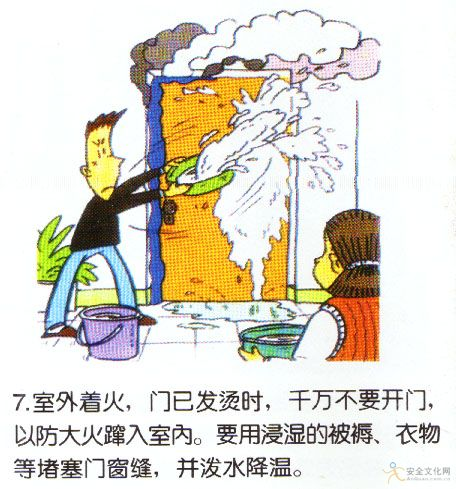 7.室外着火，门已发烫时，千万不要开门，
以防大火蹿入室内。要用浸湿的被褥、衣物
等堵塞门窗缝，并泼水降温。
安全文化网